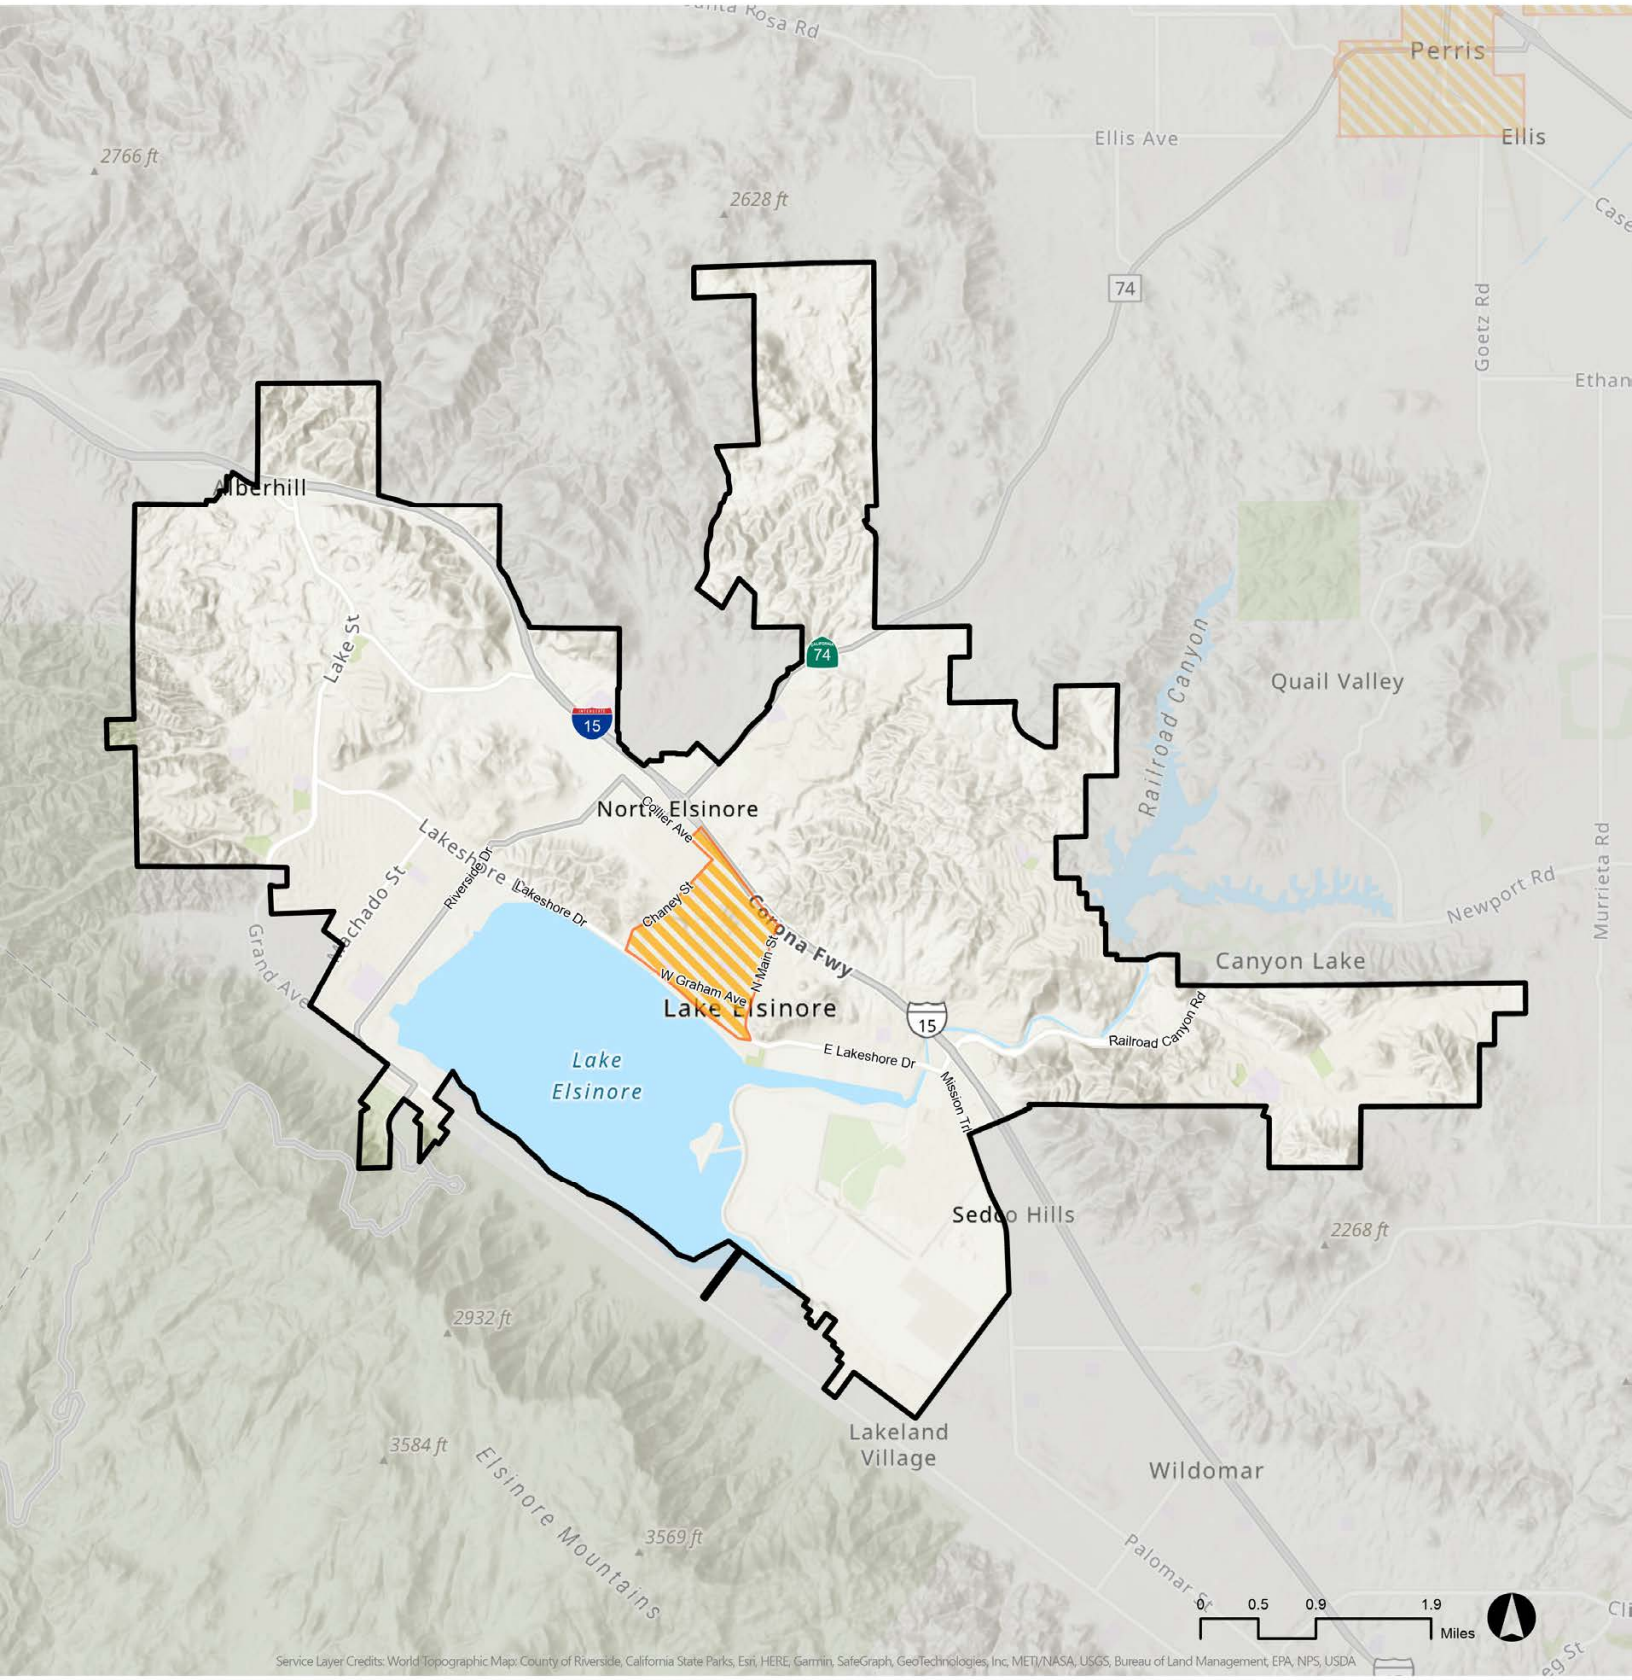 Santa Rosa Rd
Perris
Ellis Ave
Ellis
2766 ft
2628 ft
Case
74
Goetz Rd
Ethan
Alberhill
Lake St
74
INTERSTATE
15
Railroad Canyon
Quail Valley
North Elsinore
Collier Ave
Lakeshore
Riverside Dr
Lakeshore Dr
Machado St
Chaney St
Corona Fwy
N Main St
W Graham Ave
Grand Ave
Newport Rd
Murrieta Rd
Canyon Lake
Lake Elsinore
15
Railroad Canyon Rd
E Lakeshore Dr
Lake
Elsinore
Mission Trl
Sedco Hills
2268 ft
2932 ft
Lakeland
Village
3584 ft
Wildomar
Elsinore Mountains
3569 ft
Palomar St
0 0.5 0.9 1.9
Miles
eg St
Service Layer Credits: World Topographic Map: County of Riverside, California State Parks, Esri, HERE, Garmin, SafeGraph, GeoTechnologies, Inc, METI/NASA, USGS, Bureau of Land Management, EPA, NPS, USDA